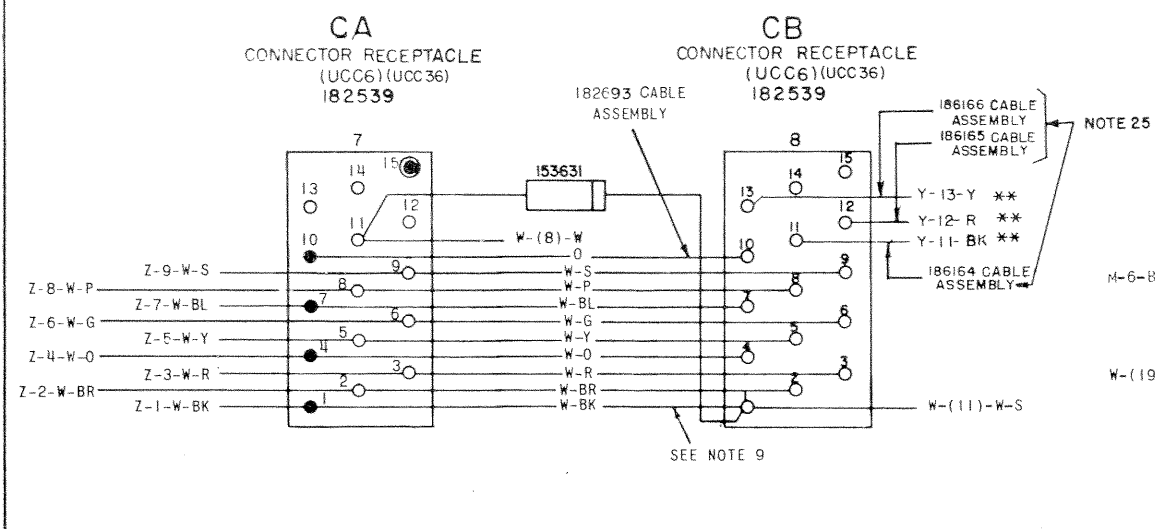 CA
CONNECTOR RECEPTACLE
(UCC6)(UCC36)
182539
CB
CONNECTOR RECEPTACLE
(UCC6)(UCC36)
182539
182693 CABLE
ASSEMBLY
186166 CABLE
ASSEMBLY
186165 CABLE
ASSEMBLY
NOTE 25
7
8
153631
15
14
13
12
11
10
9
8
7
6
5
4
3
2
1
15
14
13
12
11
10
9
8
7
6
5
4
3
2
1
Y-13-Y **
Y-12-R **
Y-11-BK **
186164 CABLE
ASSEMBLY
W-(8)-W
O
Z-9-W-S
W-S
Z-8-W-P
W-P
Z-7-W-BL
W-BL
Z-6-W-G
W-G
Z-5-W-Y
W-Y
Z-4-W-O
W-O
Z-3-W-R
W-R
Z-2-W-BR
W-BR
Z-1-W-BK
W-BK
W-(11)-W-S
SEE NOTE 9
M-6-B
W-(19